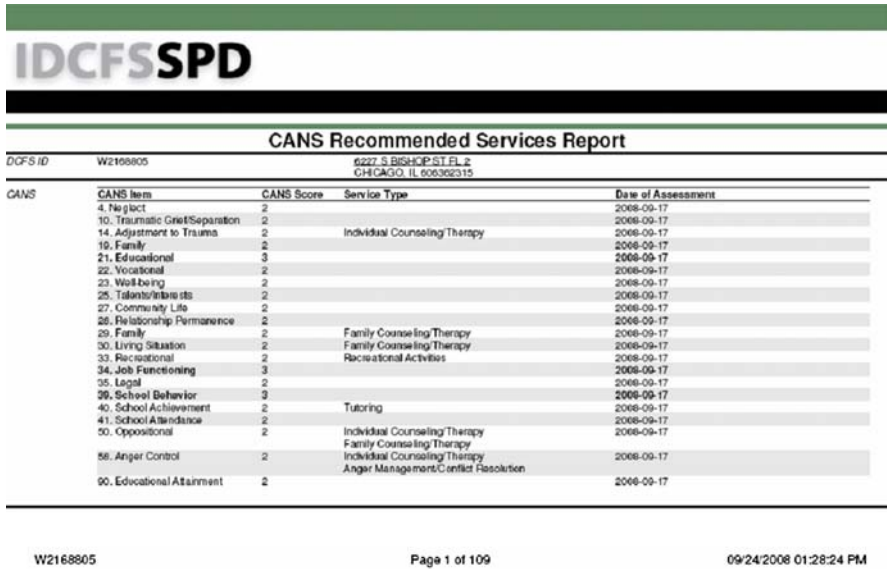 IDCFSSPD
CANS Recommended Services Report
DCFS ID W2168805 6227 S BISHOP ST FL 2
CHICAGO, IL 606362315
CANS CANS Item CANS Score Service Type Date of Assessment
4. Neglect 2 2008-09-17
10. Traumatic Grief/Separation 2 2008-09-17
14. Adjustment to Trauma 2 Individual Counseling/Therapy 2008-09-17
19. Family 2 2008-09-17
21. Educational 3 2008-09-17
22. Vocational 2 2008-09-17
23. Well-being 2 2008-09-17
25. Talents/Interests 2 2008-09-17
27. Community Life 2 2008-09-17
28. Relationship Permanence 2 2008-09-17
29. Family 2 Family Counseling/Therapy 2008-09-17
30. Living Situation 2 Family Counseling/Therapy 2008-09-17
33. Recreational 2 Recreational Activities 2008-09-17
34. Job Functioning 3 2008-09-17
35. Legal 2 2008-09-17
39. School Behavior 3 2008-09-17
40. School Achievement 2 Tutoring 2008-09-17
41. School Attendance 2 2008-09-17
50. Oppositional 2 Individual Counseling/Therapy 2008-09-17
Family Counseling/Therapy
58. Anger Control 2 Individual Counseling/Therapy 2008-09-17
Anger Management/Conflict Resolution
90. Educational Attainment 2 2008-09-17
W2168805 Page 1 of 109 09/24/2008 01:28:24 PM